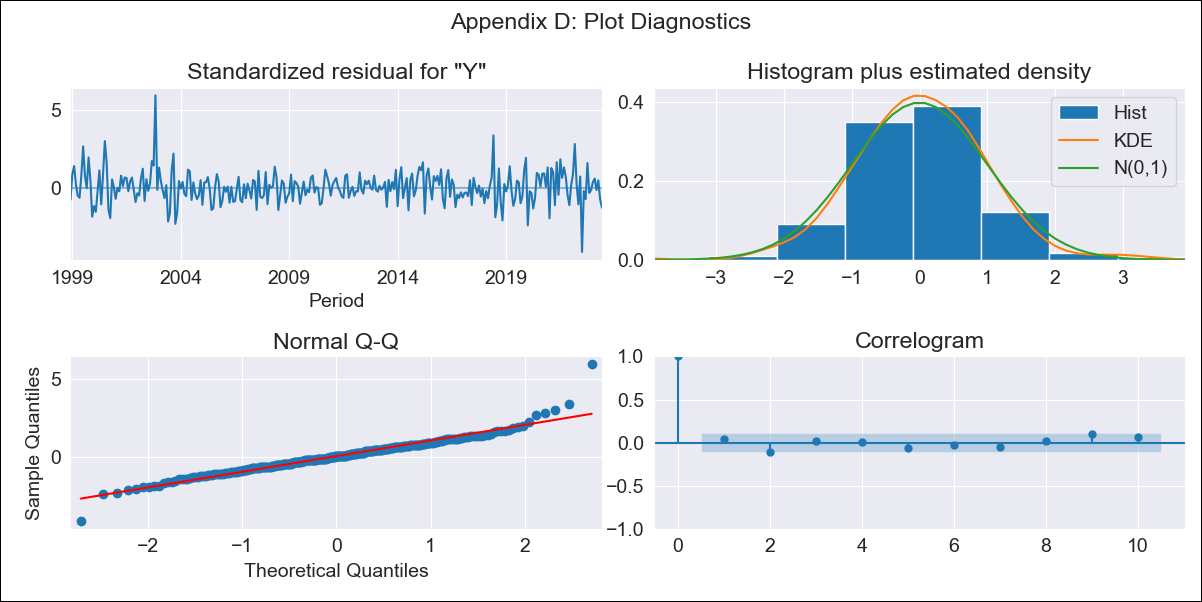 Appendix D: Plot Diagnostics
Standardized residual for "Y"
5
0
1999 2004 2009 2014 2019
Period
Histogram plus estimated density
0.4
0.2
0.0
Hist
KDE
N(0,1)
−3 −2 −1 0 1 2 3
Normal Q-Q
Sample Quantiles
5
0
−2 −1 0 1 2
Theoretical Quantiles
Correlogram
1.0
0.5
0.0
−0.5
−1.0
0 2 4 6 8 10